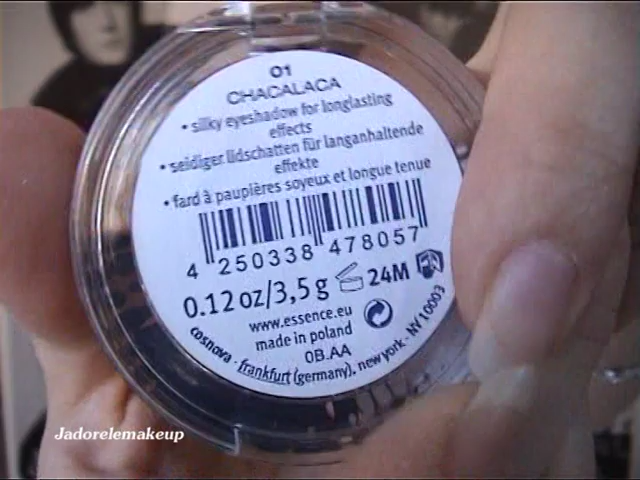 01
CHACALACA
• silky eyeshadow for longlasting
effects
• seidiger lidschatten für langanhaltende
effekte
• fard à paupières soyeux et longue tenue
4 250338 478057
0.12 oz/3,5 g 24M
www.essence.eu
made in poland
0B.AA
cosnova · frankfurt (germany), new york · NY 10003
Jadorelemakeup